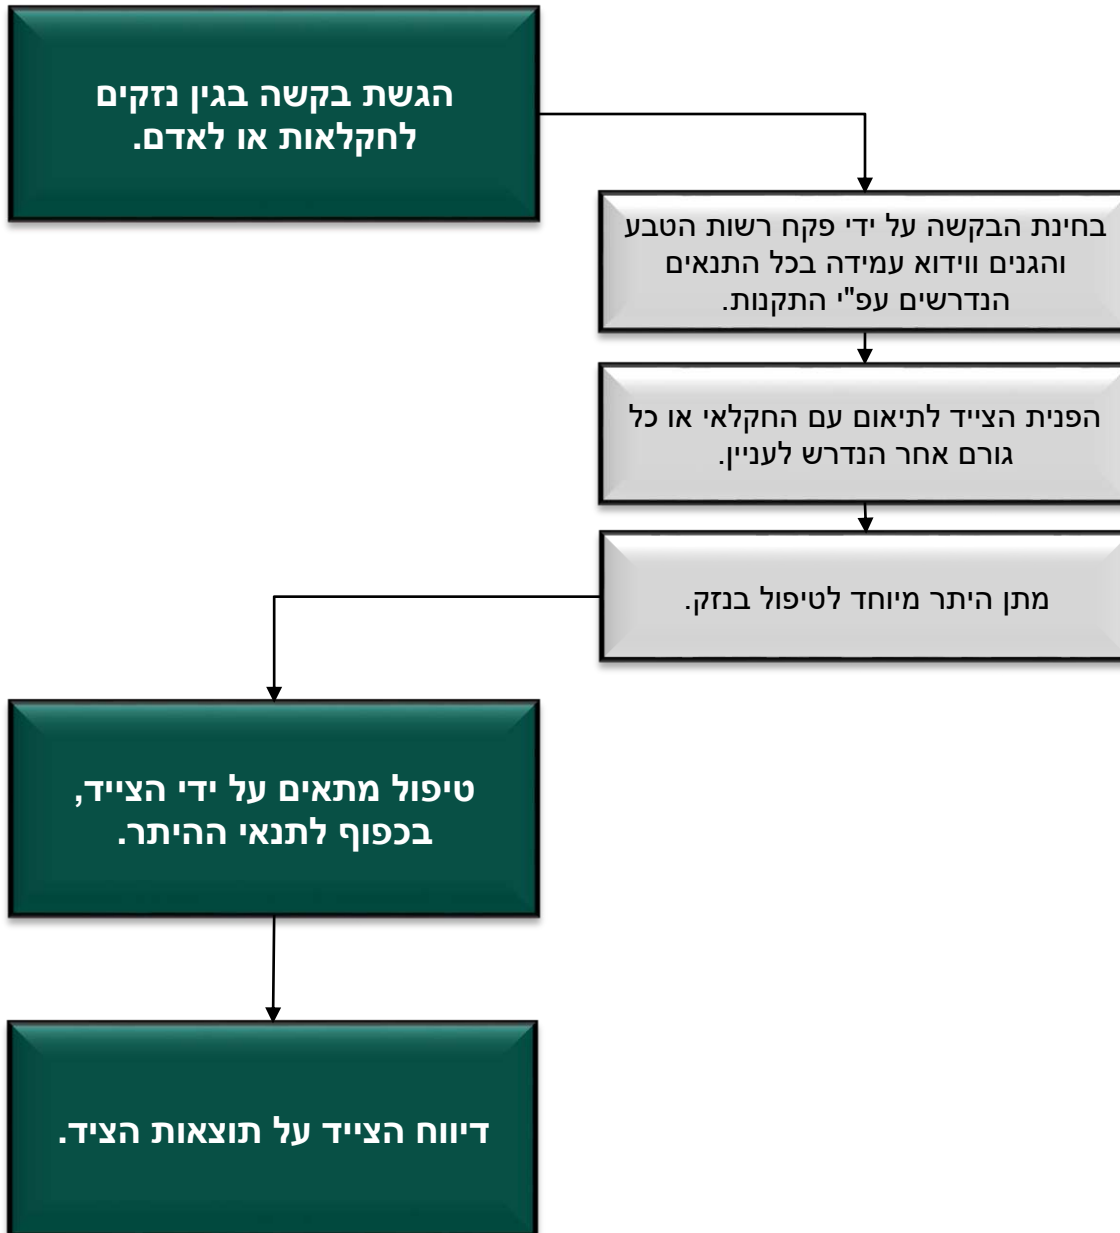 הגשת בקשה בגין נזקים
לחקלאות או לאדם.
בחינת הבקשה על ידי פקח רשות הטבע
והגנים ווידוא עמידה בכל התנאים
הנדרשים עפ"י התקנות.
הפנית הצייד לתיאום עם החקלאי או כל
גורם אחר הנדרש לעניין.
מתן היתר מיוחד לטיפול בנזק.
טיפול מתאים על ידי הצייד,
בכפוף לתנאי ההיתר.
דיווח הצייד על תוצאות הציד.